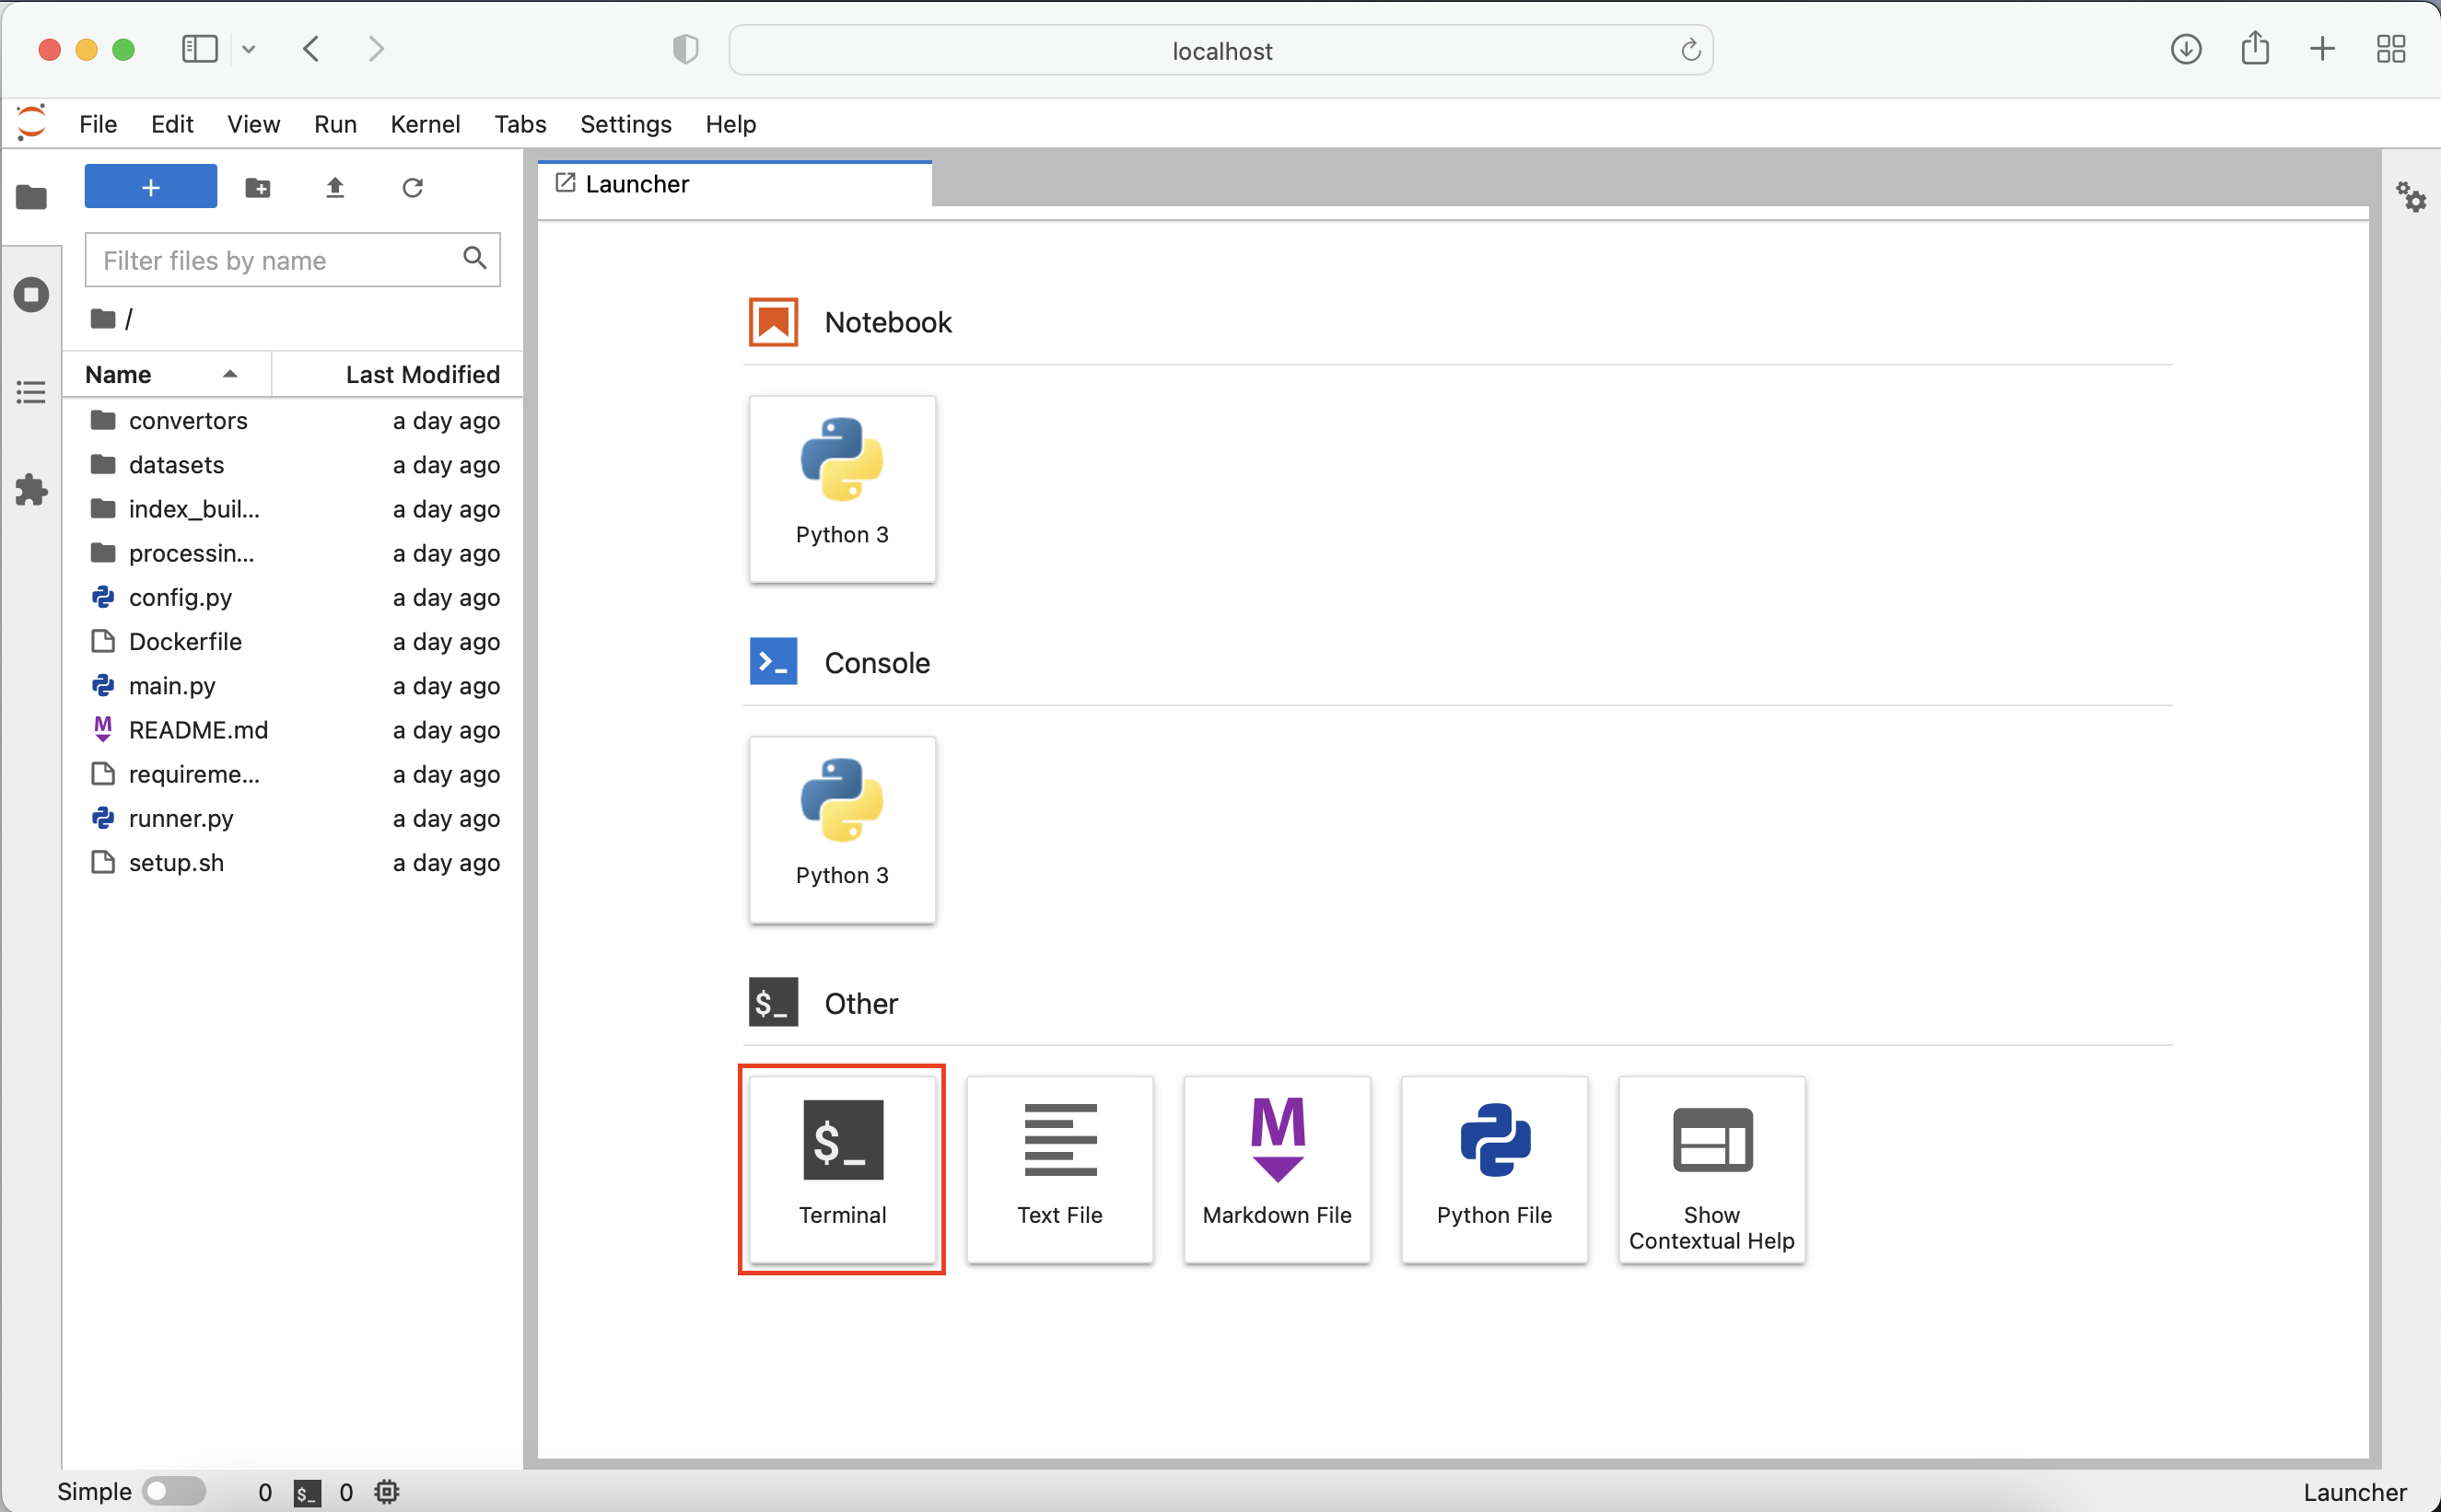 localhost
File Edit View Run Kernel Tabs Settings Help
+
Launcher
Filter files by name
/
Name Last Modified
convertors a day ago
datasets a day ago
index_buil... a day ago
processin... a day ago
config.py a day ago
Dockerfile a day ago
main.py a day ago
M README.md a day ago
requireme... a day ago
runner.py a day ago
setup.sh a day ago
Notebook
Python 3
>_ Console
Python 3
$_ Other
$_
Terminal
Text File
M
Markdown File
Python File
Show
Contextual Help
Simple 0 $_ 0 Launcher